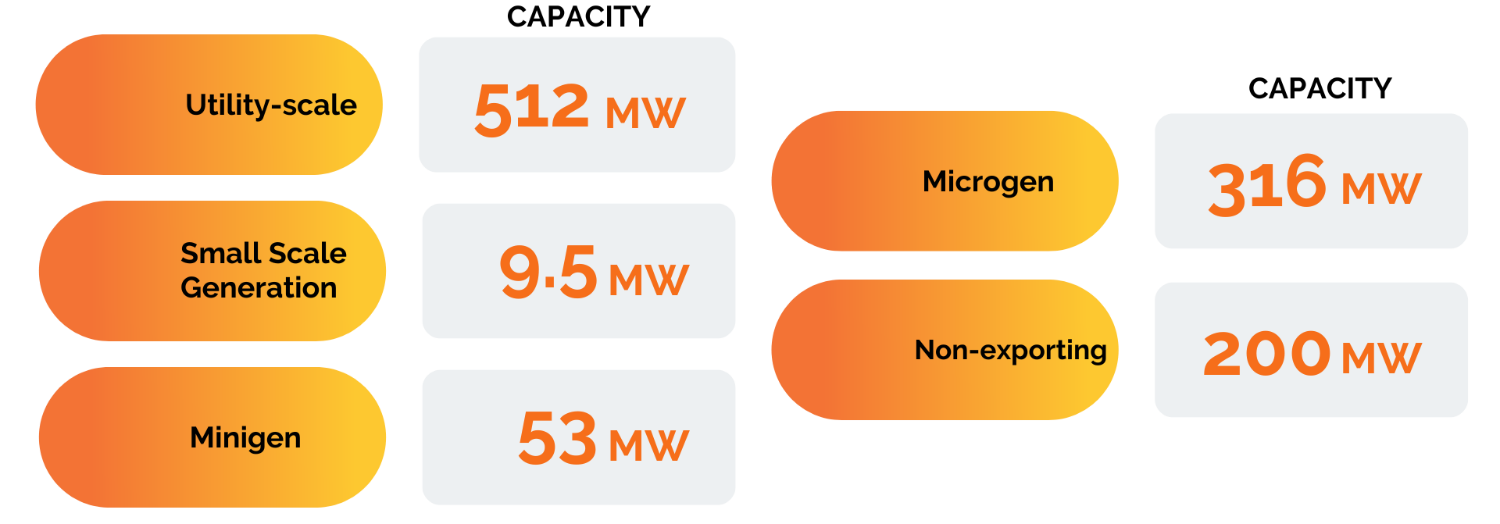 CAPACITY
Utility-scale
512 MW
Small Scale
Generation
9.5 MW
Minigen
53 MW
CAPACITY
Microgen
316 MW
Non-exporting
200 MW